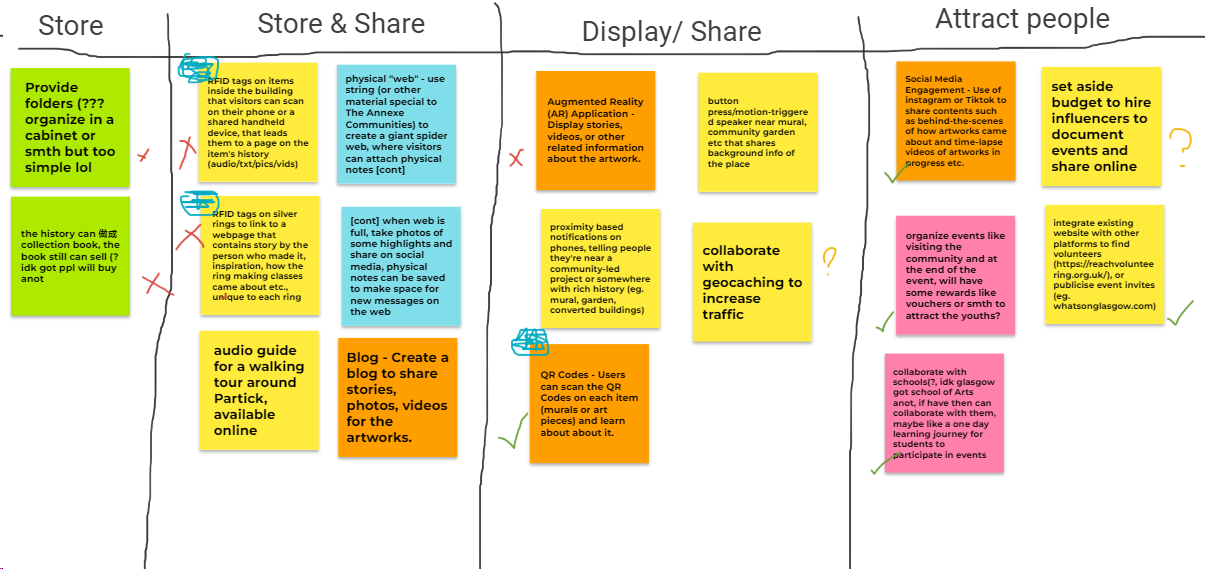 Store
Store & Share
Display/ Share
Attract people
Provide
folders (???
organize in a
cabinet or
smth but too
simple lol
the history can 做成
collection book, the
book still can sell (?
idk got ppl will buy
anot
RFID tags on items
inside the building
that visitors can scan
on their phone or a
shared handheld
device, that leads
them to a page on the
item's history
(audio/txt/pics/vids)
physical "web" - use
string (or other
material special to
The Annexe
Communities) to
create a giant spider
web, where visitors
can attach physical
notes [cont]
RFID tags on silver
rings to link to a
webpage that
contains story by the
person who made it,
inspiration, how the
ring making classes
came about etc.,
unique to each ring
[cont] when web is
full, take photos of
some highlights and
share on social
media, physical
notes can be saved
to make space for
new messages on
the web
audio guide
for a walking
tour around
Partick,
available
online
Blog - Create a
blog to share
stories,
photos, videos
for the
artworks.
Augmented Reality
(AR) Application -
Display stories,
videos, or other
related information
about the artwork.
button
press/motion-triggere
d speaker near mural,
community garden
etc that shares
background info of
the place
proximity based
notifications on
phones, telling people
they're near a
community-led
project or somewhere
with rich history (eg.
mural, garden,
converted buildings)
collaborate
with
geocaching to
increase
traffic
?
QR Codes - Users
can scan the QR
Codes on each item
(murals or art
pieces) and learn
about about it.
Social Media
Engagement - Use of
instagram or Tiktok to
share contents such
as behind-the-scenes
of how artworks came
about and time-lapse
videos of artworks in
progress etc.
set aside
budget to hire
influencers to
document
events and
share online
?
organize events like
visiting the
community and at
the end of the
event, will have
some rewards like
vouchers or smth to
attract the youths?
integrate existing
website with other
platforms to find
volunteers
(https://reachvoluntee
ring.org.uk/), or
publicise event invites
(eg.
whatsonglasgow.com)
collaborate with
schools(?, idk glasgow
got school of Arts
anot, if have then can
collaborate with them,
maybe like a one day
learning journey for
students to
participate in events